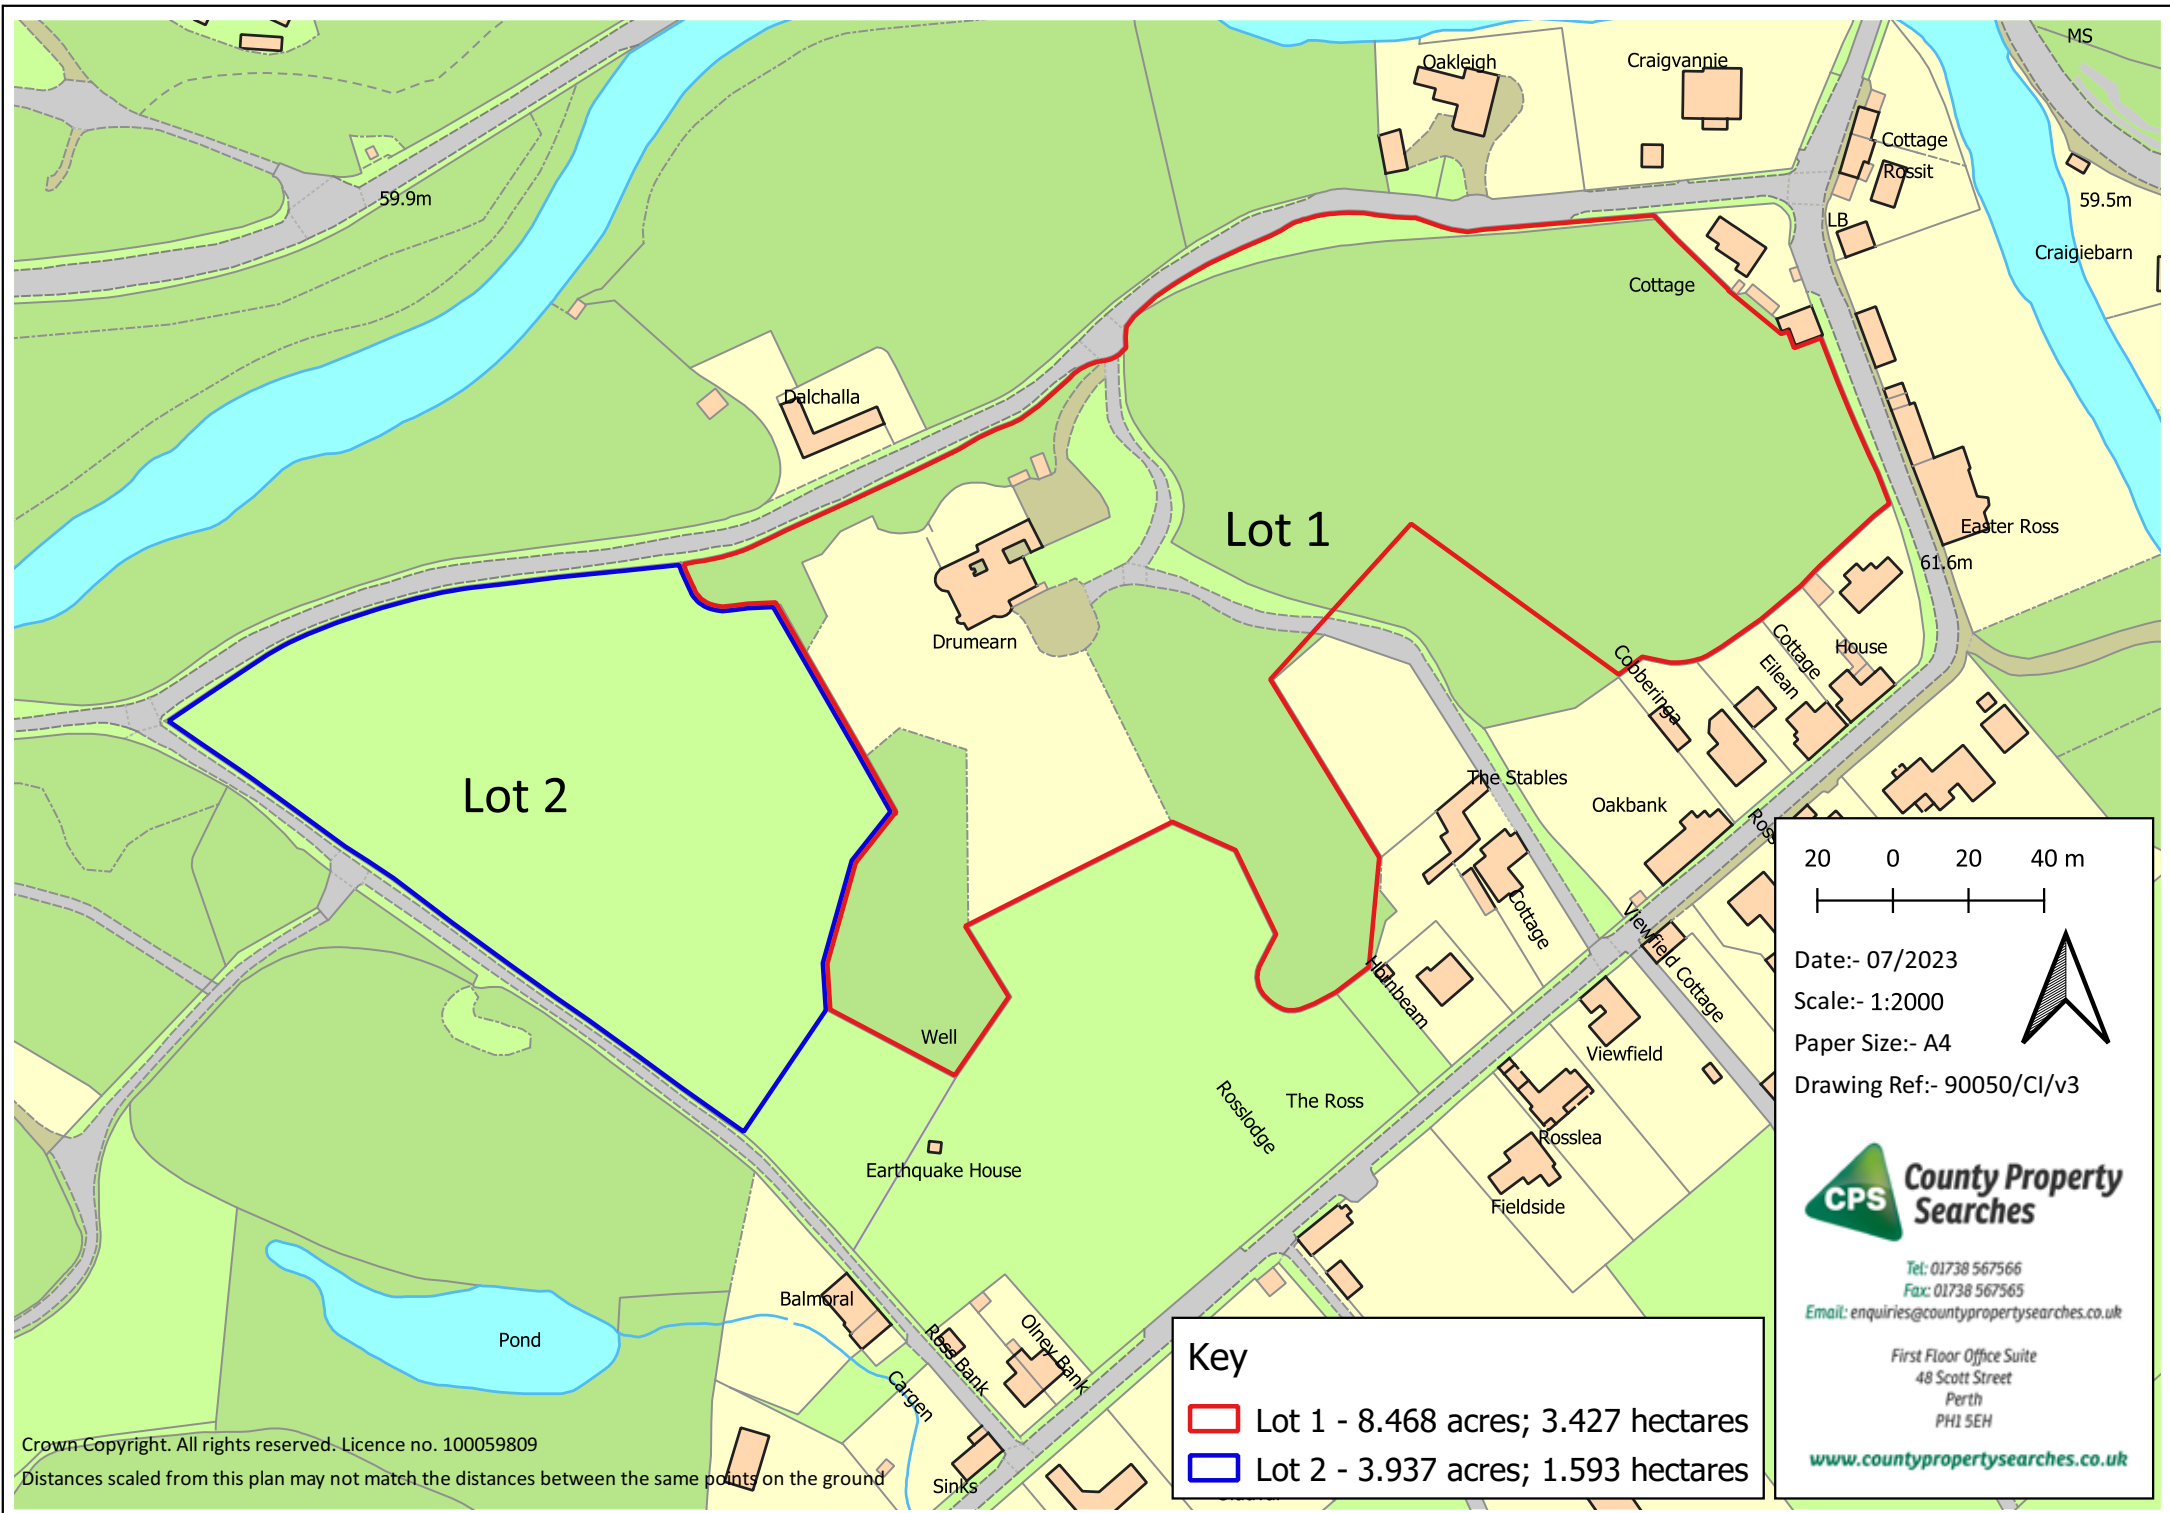 MS
Oakleigh
Craigvannie
Cottage
Rossit
59.9m
59.5m
LB
Craigiebarn
Cottage
Dalchalla
Lot 1
Easter Ross
61.6m
Drumearn
Cobberinga
Cottage
Eilean
House
Lot 2
The Stables
Oakbank
Cottage
Viewfield Cottage
Hornbeam
Well
Viewfield
Rosslodge
The Ross
Rosslea
Earthquake House
Fieldside
Balmoral
Pond
Ross Bank
Olney Bank
Cargen
Sinks
20 0 20 40 m
Date:- 07/2023
Scale:- 1:2000
Paper Size:- A4
Drawing Ref:- 90050/CI/v3
CPS
County Property
Searches
Tel: 01738 567566
Fax: 01738 567565
Email: enquiries@countypropertysearches.co.uk
First Floor Office Suite
48 Scott Street
Perth
PH1 5EH
www.countypropertysearches.co.uk
Key
Lot 1 - 8.468 acres; 3.427 hectares
Lot 2 - 3.937 acres; 1.593 hectares
Crown Copyright. All rights reserved. Licence no. 100059809
Distances scaled from this plan may not match the distances between the same points on the ground